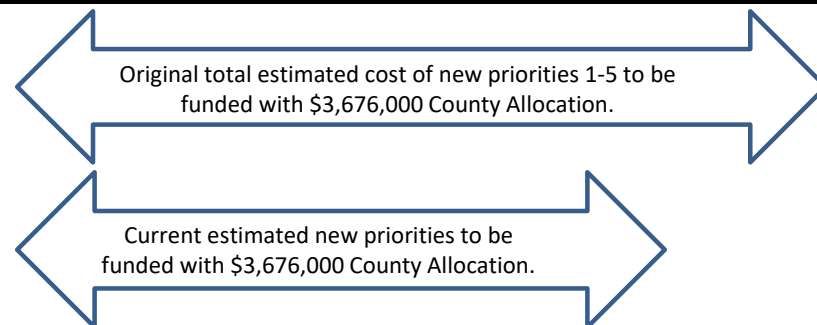 Original total estimated cost of new priorities 1-5 to be
funded with $3,676,000 County Allocation.
Current estimated new priorities to be
funded with $3,676,000 County Allocation.